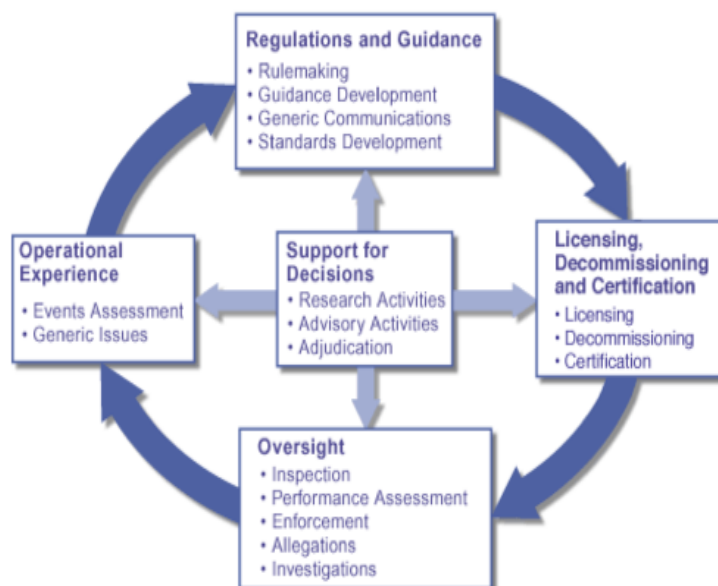 Regulations and Guidance
• Rulemaking
• Guidance Development
• Generic Communications
• Standards Development
Operational
Experience
• Events Assessment
• Generic Issues
Support for
Decisions
• Research Activities
• Advisory Activities
• Adjudication
Licensing,
Decommissioning
and Certification
• Licensing
• Decommissioning
• Certification
Oversight
• Inspection
• Performance Assessment
• Enforcement
• Allegations
• Investigations